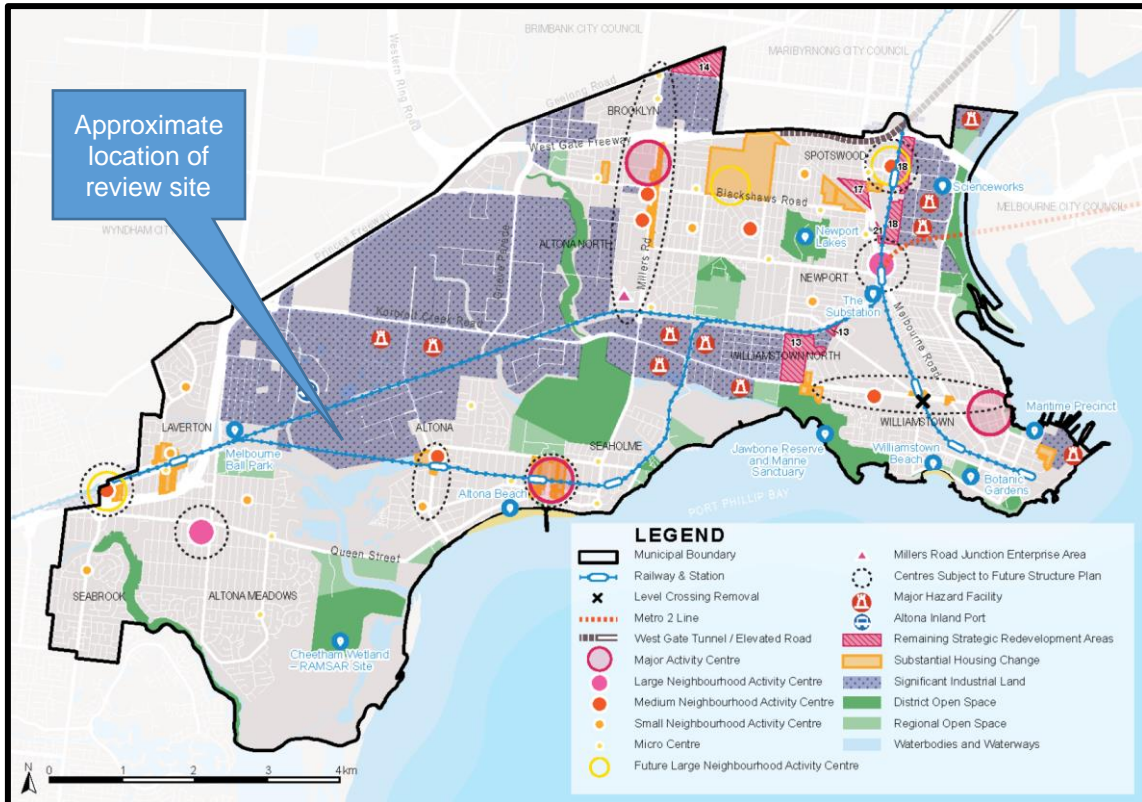 BRIMBANK CITY COUNCIL
MARIBYRNONG CITY COUNCIL
Western Ring Road
Geelong Road
14
BROOKLYN
Approximate
location of
review site
West Gate Freeway
SPOTSWOOD
18
Scienceworks
17
Blackshaws Road
MELBOURNE CITY COUNCIL
WYNDHAM CIT
Princes Freeway
18
21
Newport
Lakes
ALTONA NORTH
Millers Rd
Grieve Parade
NEWPORT
The
Substation
Kororoit Creek Road
Melbourne Road
13
13
WILLIAMSTOWN NORTH
LAVERTON
Melbourne
Ball Park
ALTONA
SEAHOLME
WILLIAMSTOWN
Maritime Precinct
Jawbone Reserve
and Marine
Sanctuary
Williamstown
Beach
Botanic
Gardens
Altona Beach
PORT PHILLIP BAY
Queen Street
SEABROOK
ALTONA MEADOWS
Cheetham Wetland
– RAMSAR Site
N
0 1 2 3 4km
LEGEND
Municipal Boundary
Railway & Station
Level Crossing Removal
Metro 2 Line
West Gate Tunnel / Elevated Road
Major Activity Centre
Large Neighbourhood Activity Centre
Medium Neighbourhood Activity Centre
Small Neighbourhood Activity Centre
Micro Centre
Future Large Neighbourhood Activity Centre
Millers Road Junction Enterprise Area
Centres Subject to Future Structure Plan
Major Hazard Facility
Altona Inland Port
Remaining Strategic Redevelopment Areas
Substantial Housing Change
Significant Industrial Land
District Open Space
Regional Open Space
Waterbodies and Waterways